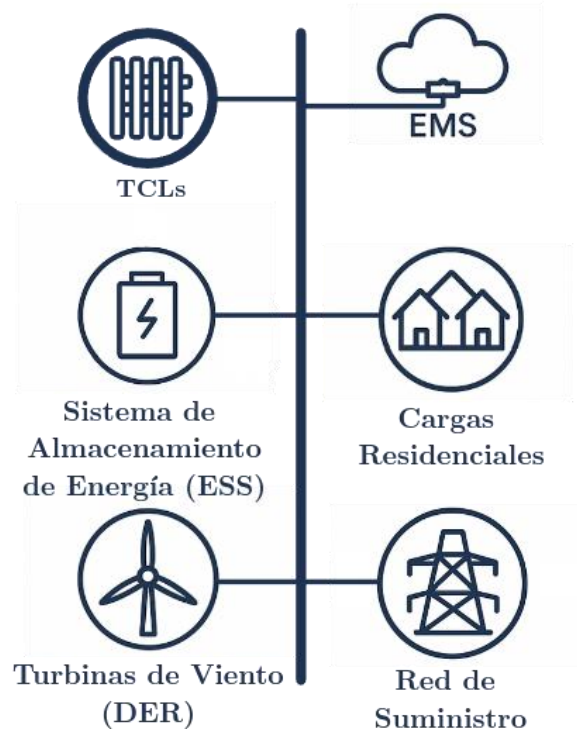 TCLs
EMS
Sistema de
Almacenamiento
de Energía (ESS)
Cargas
Residenciales
Turbinas de Viento
(DER)
Red de
Suministro